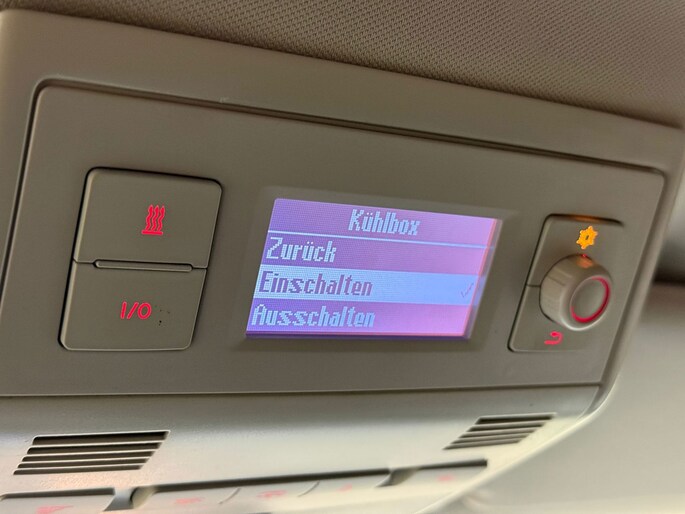 Kühlbox
Zurück
Einschalten
Ausschalten
I/O